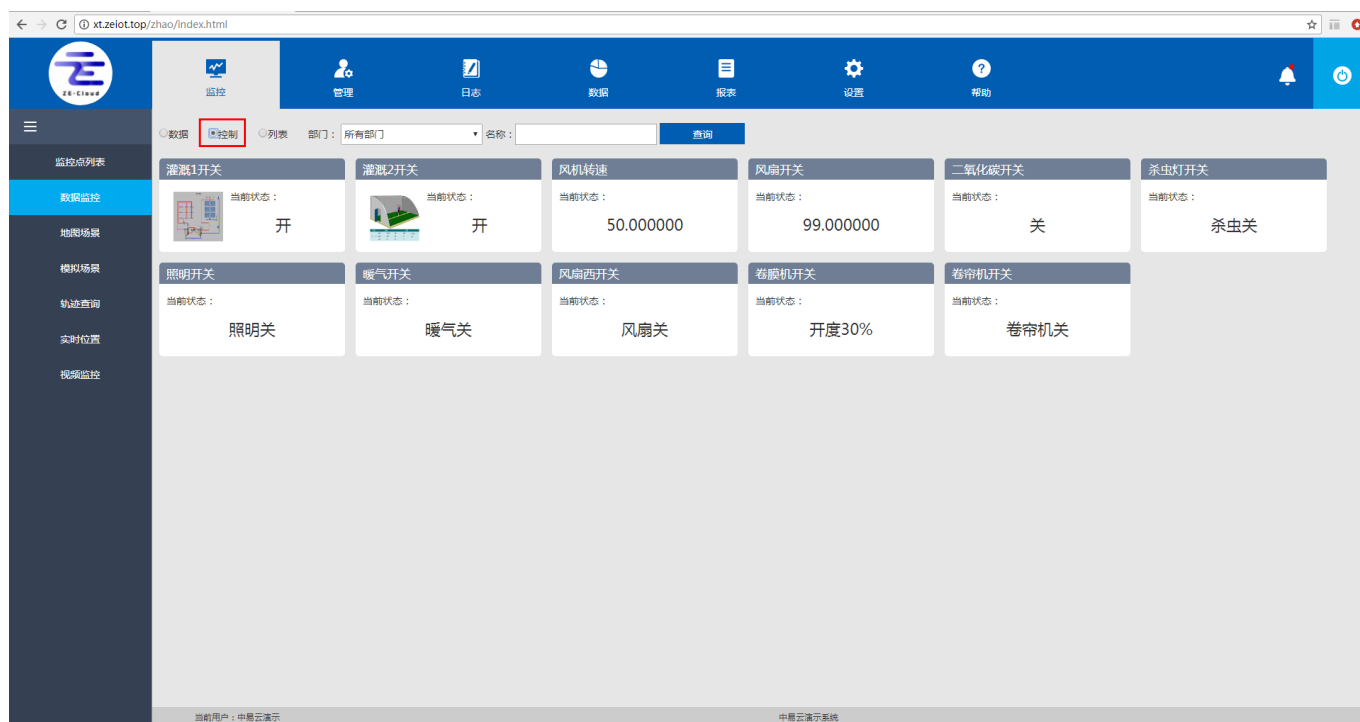 xt.zeiot.top/zhao/index.html
ZE-Cloud
监控 管理 日志 数据 报表 设置 帮助
数据 控制 列表 部门： 所有部门 名称： 查询
监控点列表
数据监控
地图场景
模拟场景
轨迹查询
实时位置
视频监控
灌溉1开关 灌溉2开关 风机转速 风扇开关 二氧化碳开关 杀虫灯开关
当前状态： 当前状态： 当前状态： 当前状态： 当前状态： 当前状态：
开 开 50.000000 99.000000 关 杀虫关
照明开关 暖气开关 风扇西开关 卷膜机开关 卷帘机开关
当前状态： 当前状态： 当前状态： 当前状态： 当前状态：
照明关 暖气关 风扇关 开度30% 卷帘机关
当前用户：中易云演示 中易云演示系统